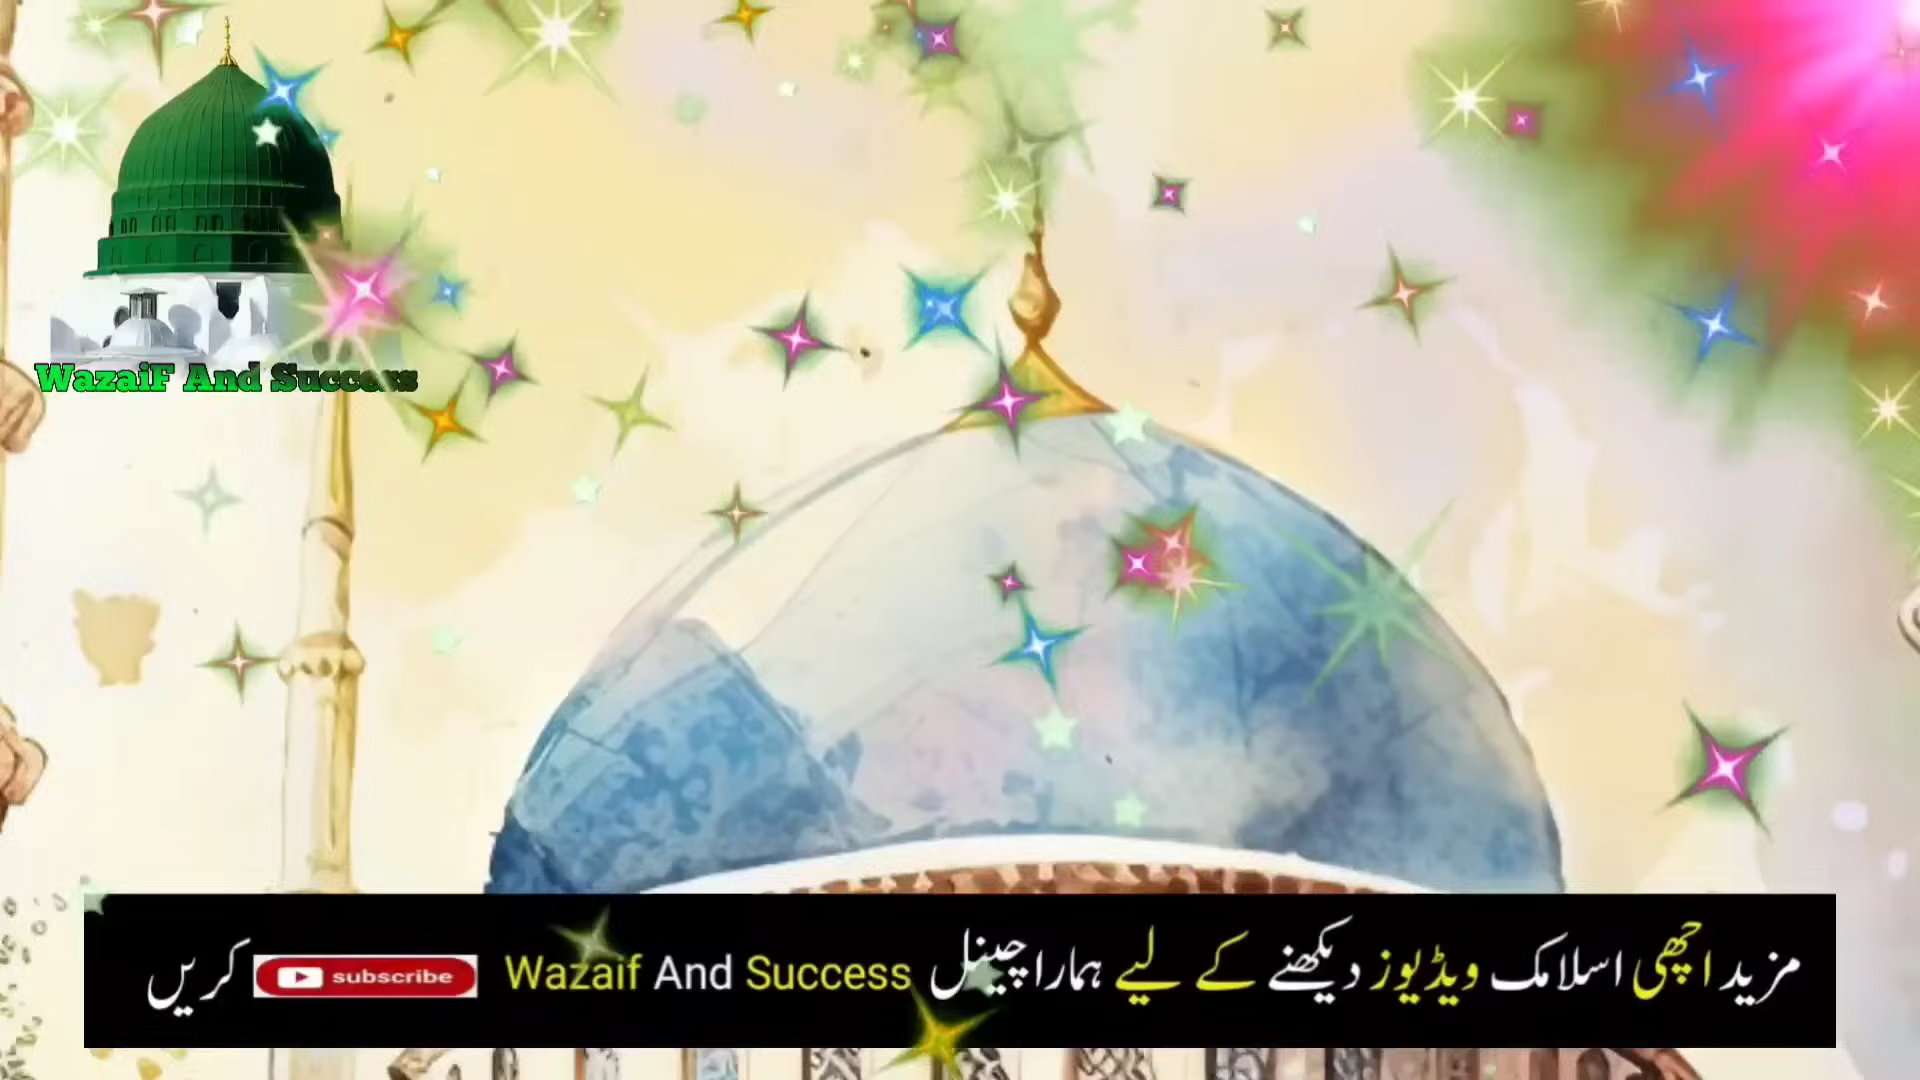 WazaiF And Success
مزید اچھی اسلامک ویڈیوز دیکھنے کے لیے ہمارا چینل Wazaif And Success subscribe کریں